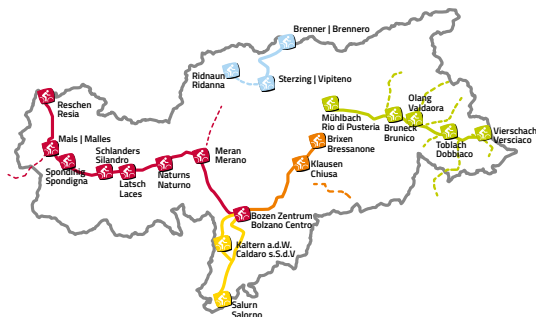 Brenner | Brennero
Ridnaun
Ridanna
Sterzing | Vipiteno
Reschen
Resia
Mühlbach
Rio di Pusteria
Olang
Valdaora
Bruneck
Brunico
Vierschach
Versciaco
Toblach
Dobbiaco
Mals | Malles
Brixen
Bressanone
Schlanders
Silandro
Meran
Merano
Klausen
Chiusa
Spondinig
Spondigna
Naturns
Naturno
Latsch
Laces
Bozen Zentrum
Bolzano Centro
Kaltern a.d.W.
Caldaro s.S.d.V
Salurn
Salorno